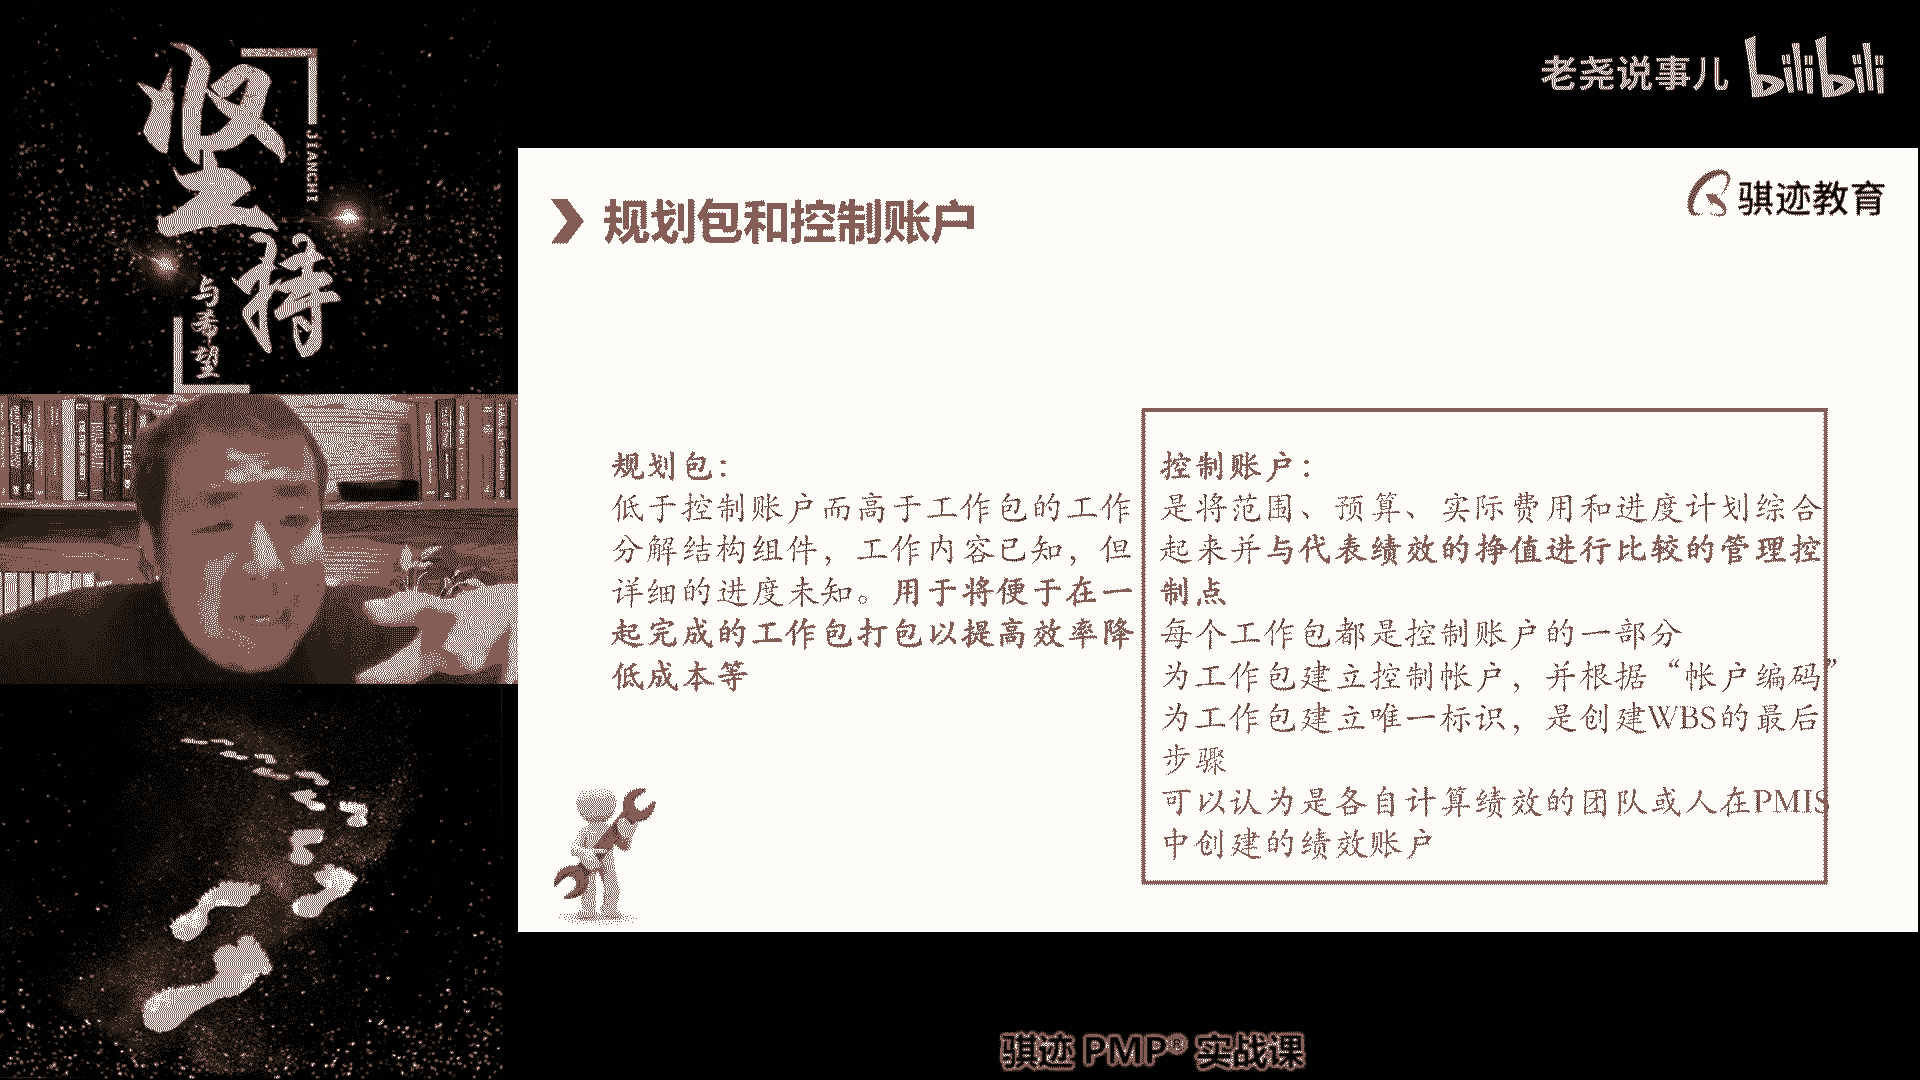 坚持
JIANCHI
与希望
老尧说事儿 bilibili
骐迹教育
规划包和控制账户
规划包：
低于控制账户而高于工作包的工作
分解结构组件，工作内容已知，但
详细的进度未知。用于将便于在一
起完成的工作包打包以提高效率降
低成本等
控制账户：
是将范围、预算、实际费用和进度计划综合
起来并与代表绩效的挣值进行比较的管理控
制点
每个工作包都是控制账户的一部分
为工作包建立控制帐户，并根据“帐户编码”
为工作包建立唯一标识，是创建WBS的最后
步骤
可以认为是各自计算绩效的团队或人在PMIS
中创建的绩效账户
骐迹 PMP® 实战课